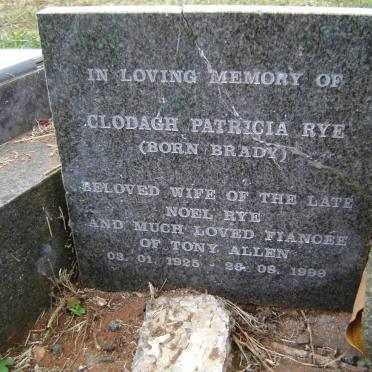 IN LOVING MEMORY OF
CLODAGH PATRICIA RYE
(BORN BRADY)
BELOVED WIFE OF THE LATE
NOEL RYE
AND MUCH LOVED FIANCEE
OF TONY ALLEN
03.01.1925 - 26.08.1999